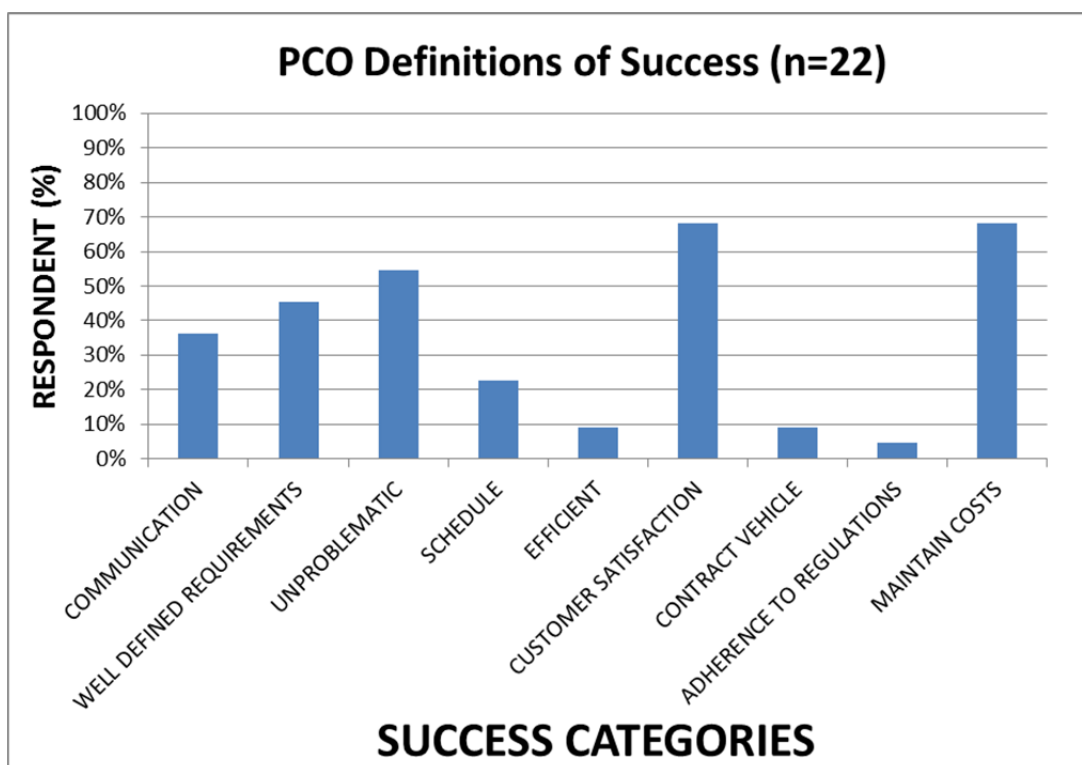 PCO Definitions of Success (n=22)
RESPONDENT (%)
100%
90%
80%
70%
60%
50%
40%
30%
20%
10%
0%
COMMUNICATION
WELL DEFINED REQUIREMENTS
UNPROBLEMATIC
SCHEDULE
EFFICIENT
CUSTOMER SATISFACTION
CONTRACT VEHICLE
ADHERENCE TO REGULATIONS
MAINTAIN COSTS
SUCCESS CATEGORIES